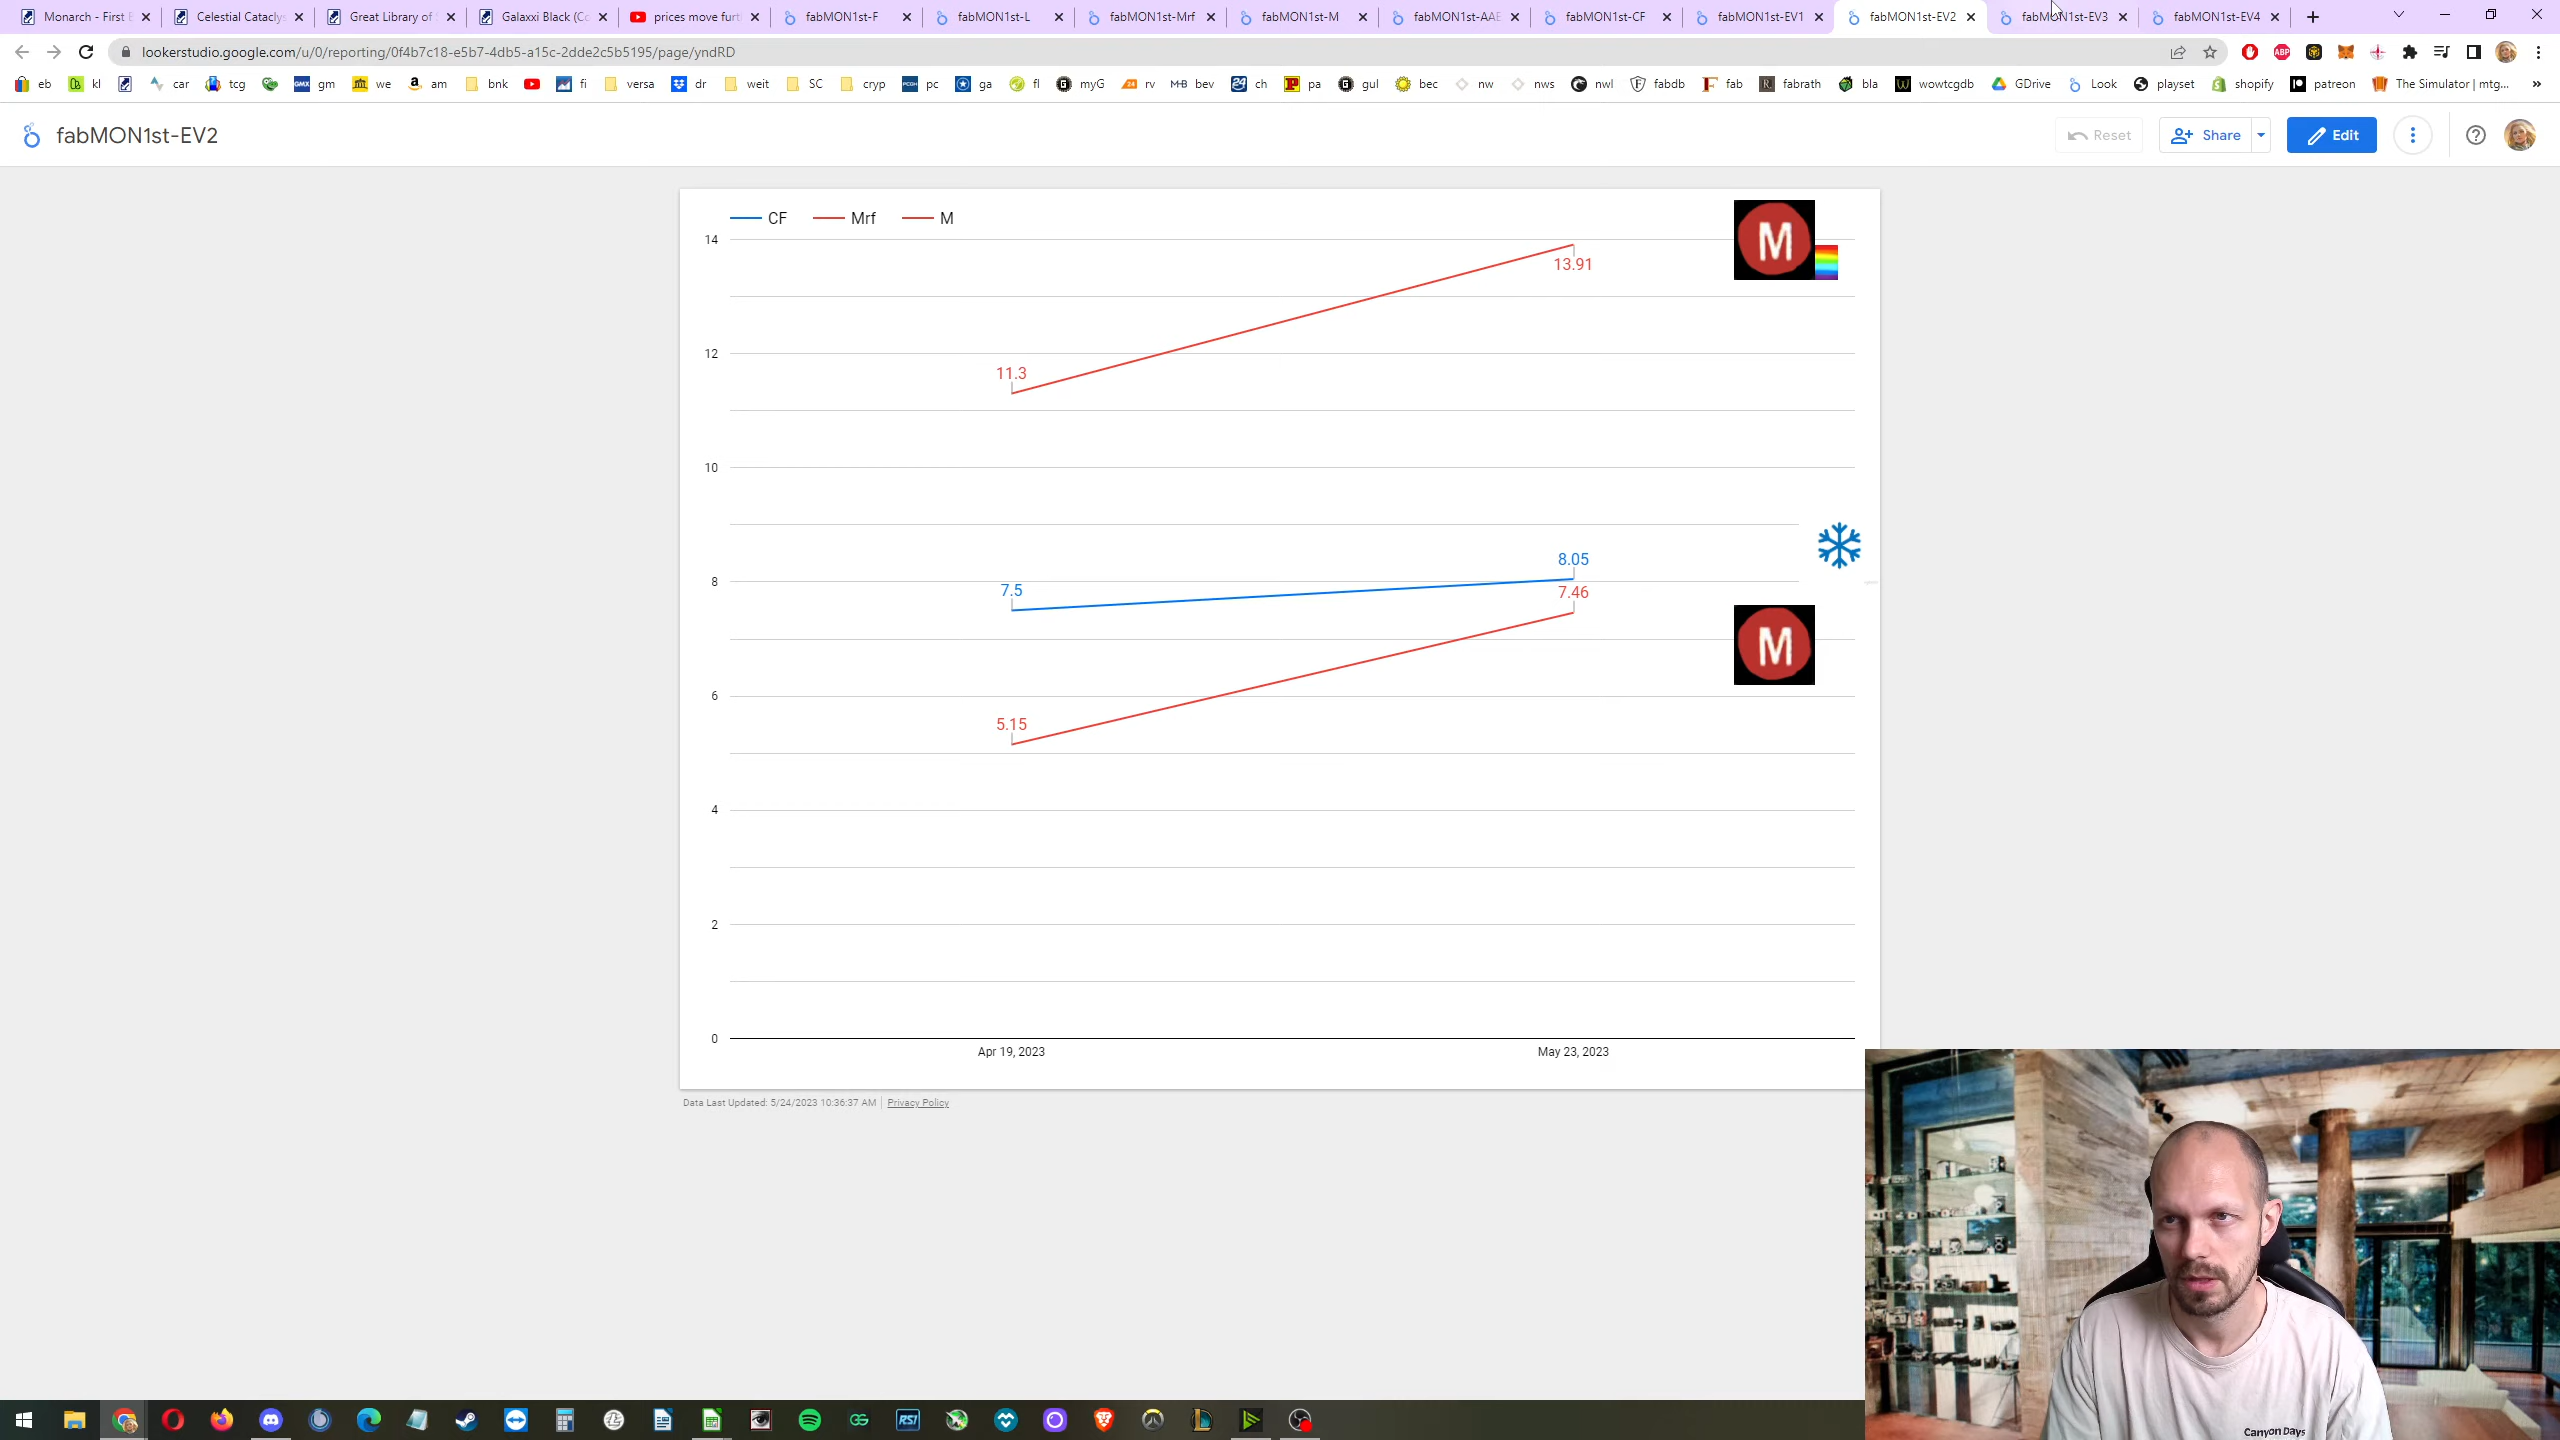 Monarch - First E
Celestial Cataclys
Great Library of
Galaxxi Black (Co
prices move furt
fabMON1st-F
fabMON1st-L
fabMON1st-Mrf
fabMON1st-M
fabMON1st-AAE
fabMON1st-CF
fabMON1st-EV1
fabMON1st-EV2
fabMON1st-EV3
fabMON1st-EV4
lookerstudio.google.com/u/0/reporting/0f4b7c18-e5b7-4db5-a15c-2dde2c5b5195/page/yndRD
eb kl car tcg gm we am bnk fi versa dr weit SC cryp pc ga fl myG rv bev ch pa gul bec nw nws nwl fabdb fab fabrath bla wowtcgdb GDrive Look playset shopify patreon The Simulator | mtg... »
fabMON1st-EV2
Reset
Share
Edit
CF Mrf M
14
12
10
8
6
4
2
0
M
13.91
11.3
8.05
7.5
7.46
M
5.15
Apr 19, 2023
May 23, 2023
Data Last Updated: 5/24/2023 10:36:37 AM
Privacy Policy
Canyon Days